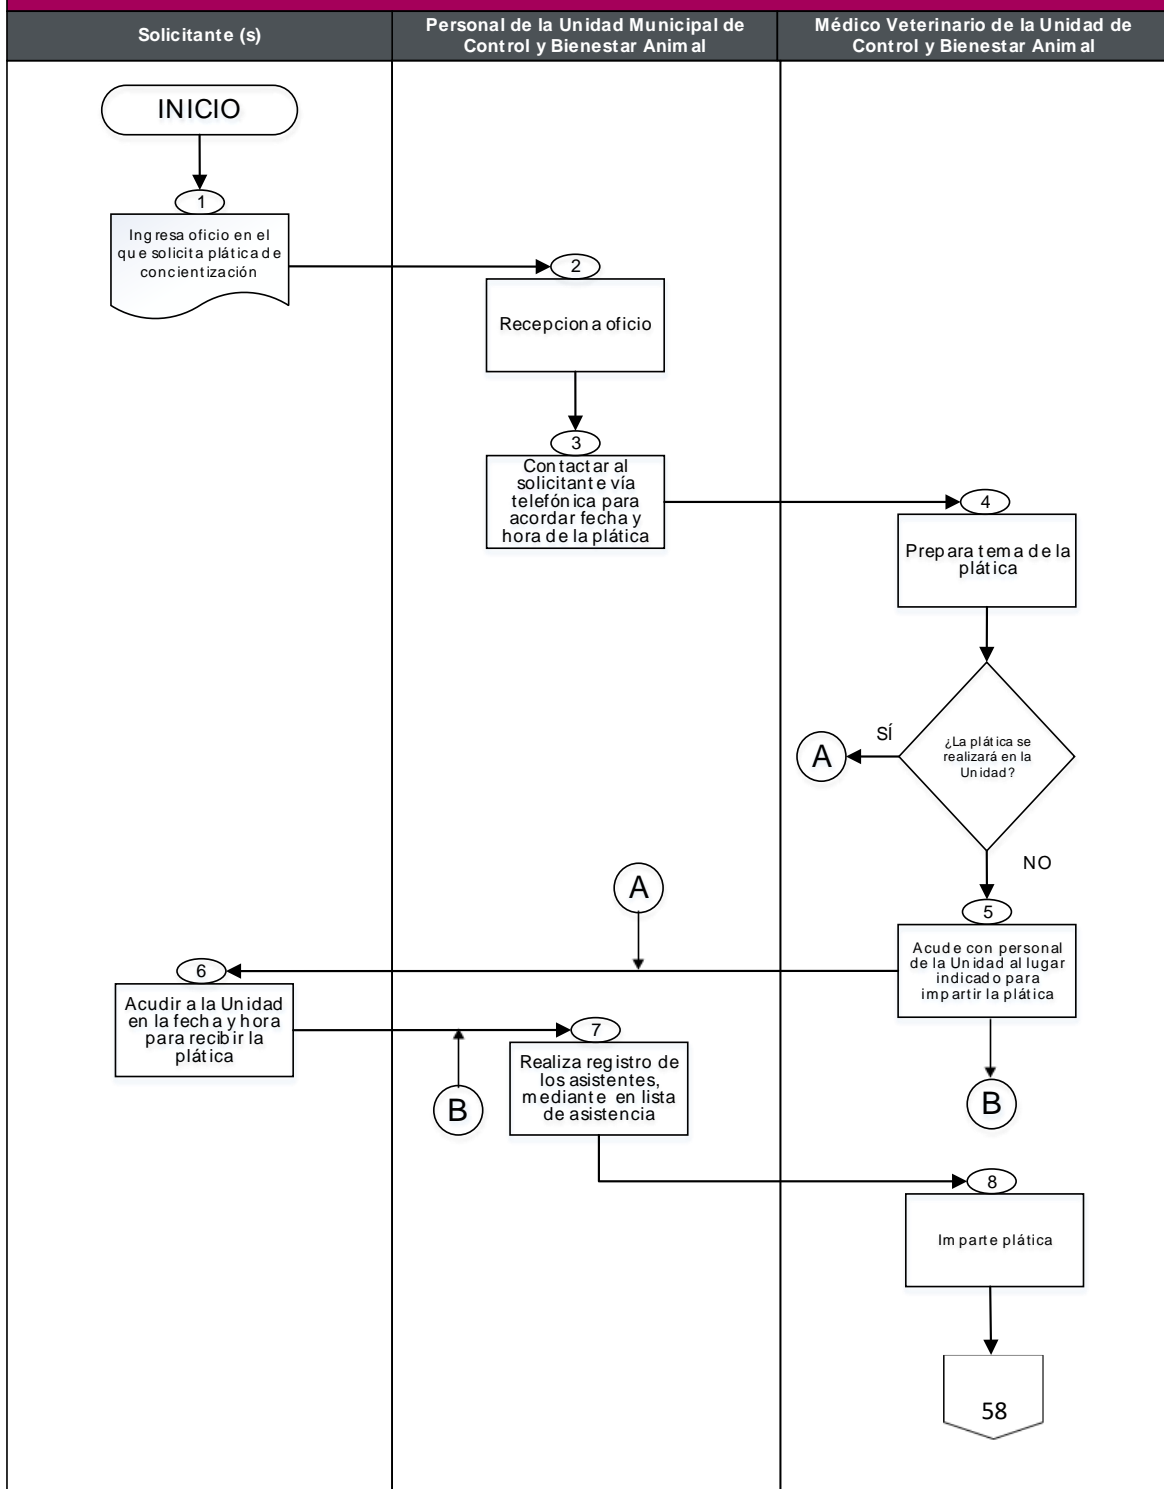 Solicitante (s)
Personal de la Unidad Municipal de
Control y Bienestar Animal
Médico Veterinario de la Unidad de
Control y Bienestar Animal
INICIO
1
Ingresa oficio en el
que solicita plática de
concientización
2
Recepciona oficio
3
Contactar al
solicitante vía
telefónica para
acordar fecha y
hora de la plática
4
Prepara tema de la
plática
¿La plática se
realizará en la
Unidad?
SÍ
A
NO
A
5
Acude con personal
de la Unidad al lugar
indicado para
impartir la plática
6
Acudir a la Unidad
en la fecha y hora
para recibir la
plática
7
Realiza registro de
los asistentes,
mediante en lista
de asistencia
B
B
8
Imparte plática
58